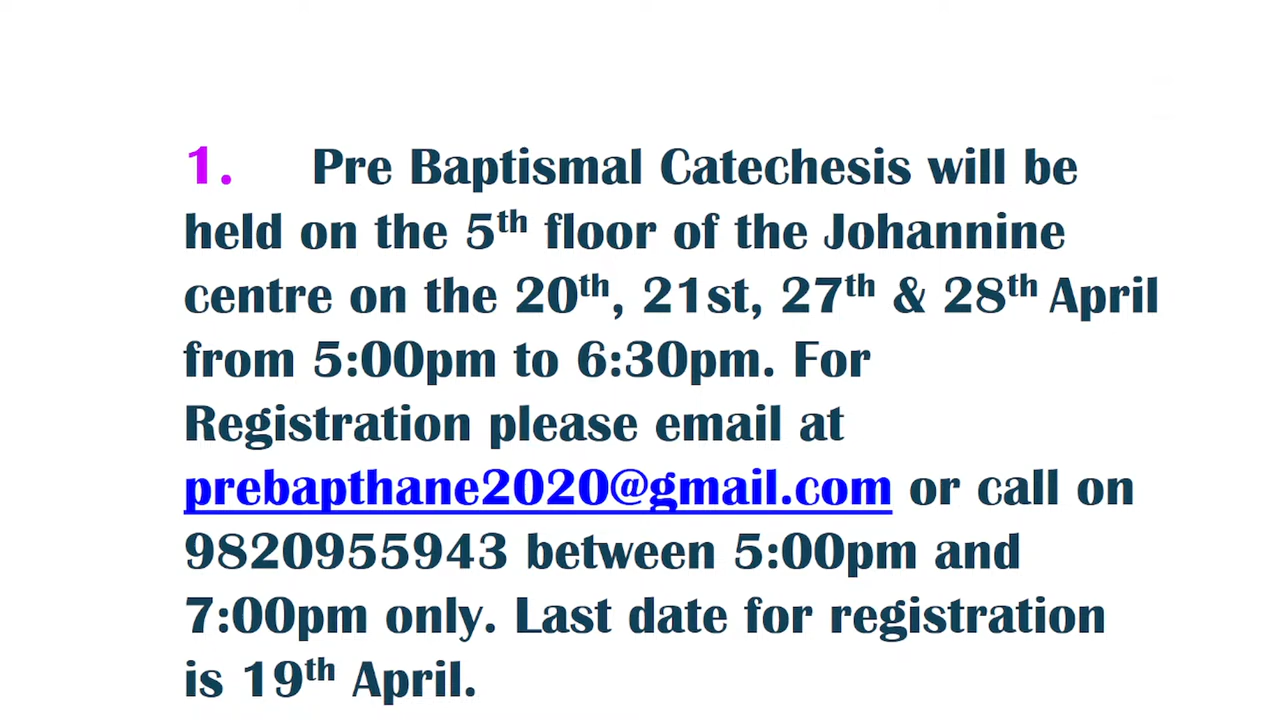 1. Pre Baptismal Catechesis will be
held on the 5th floor of the Johannine
centre on the 20th, 21st, 27th & 28th April
from 5:00pm to 6:30pm. For
Registration please email at
prebapthane2020@gmail.com or call on
9820955943 between 5:00pm and
7:00pm only. Last date for registration
is 19th April.